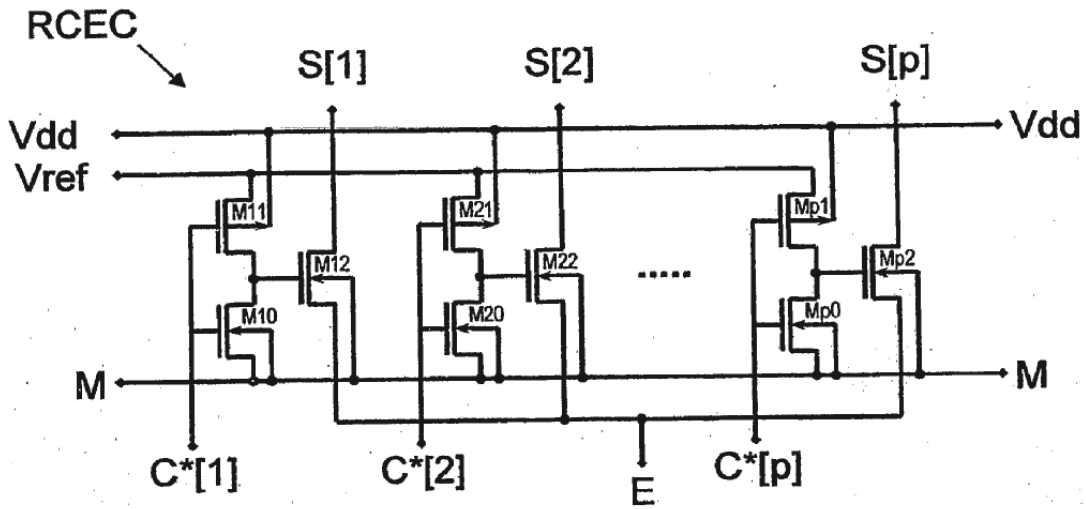 RCEC
S[1] S[2] S[p]
Vdd Vdd
Vref
M11 M21 Mp1
M12 M22 Mp2
M10 M20 Mp0
M M
C*[1] C*[2] C*[p]
E